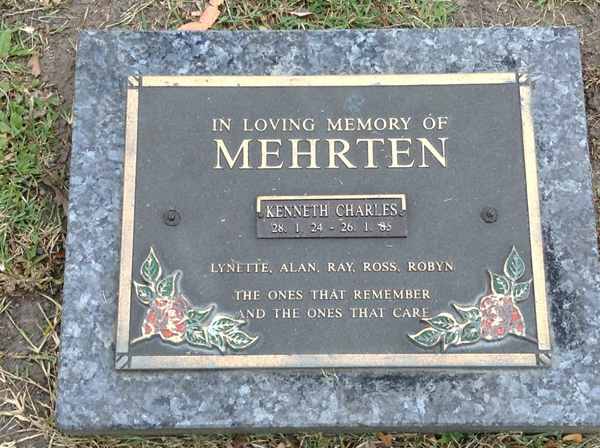 IN LOVING MEMORY OF
MEHRTEN
KENNETH CHARLES
28. 1. 24 - 26. 1. 85
LYNETTE, ALAN, RAY, ROSS, ROBYN
THE ONES THAT REMEMBER
AND THE ONES THAT CARE